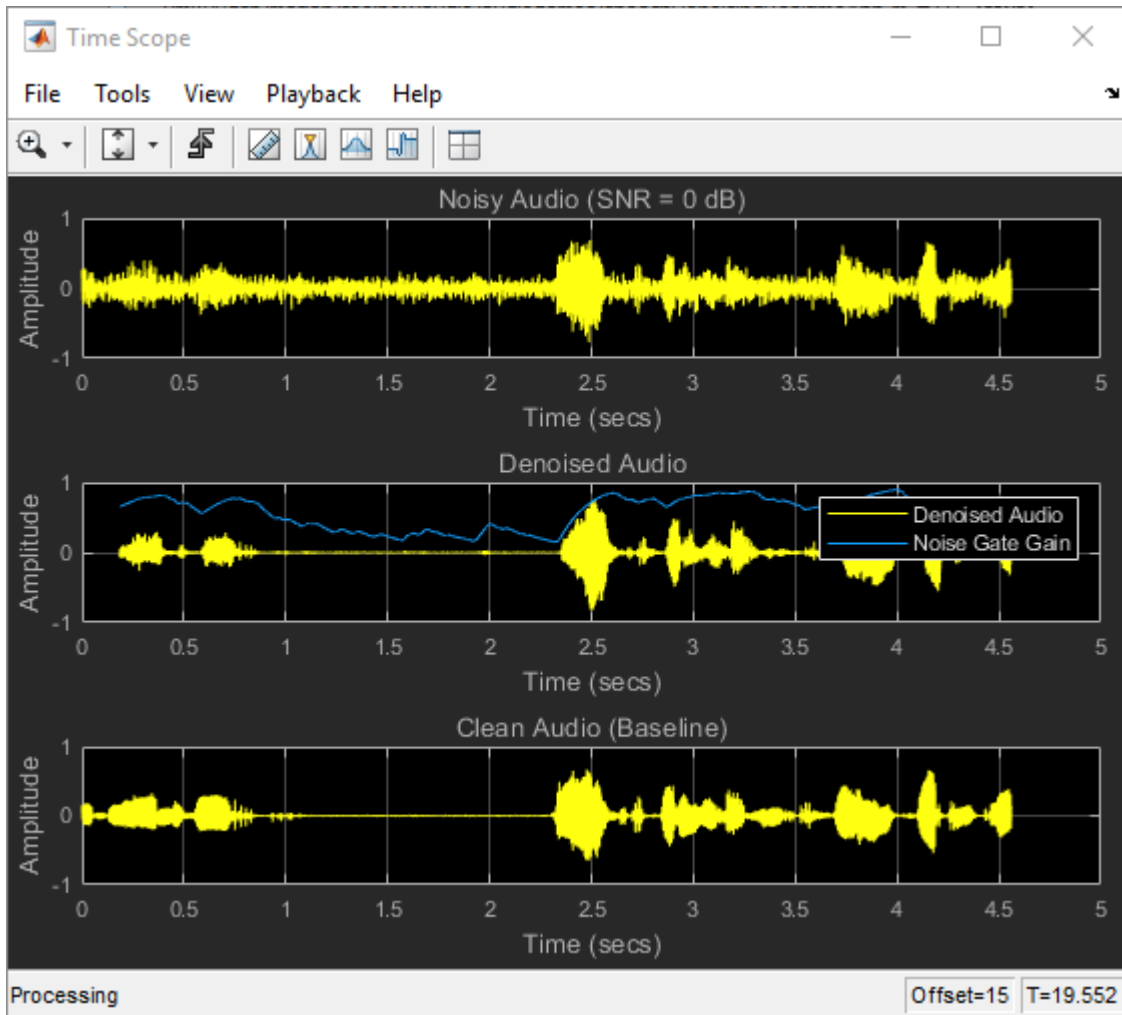 Time Scope
File Tools View Playback Help
Noisy Audio (SNR = 0 dB)
Amplitude
1
0
-1
0 0.5 1 1.5 2 2.5 3 3.5 4 4.5 5
Time (secs)
Denoised Audio
Amplitude
1
0
-1
Denoised Audio
Noise Gate Gain
0 0.5 1 1.5 2 2.5 3 3.5 4 4.5 5
Time (secs)
Clean Audio (Baseline)
Amplitude
1
0
-1
0 0.5 1 1.5 2 2.5 3 3.5 4 4.5 5
Time (secs)
Processing Offset=15 T=19.552